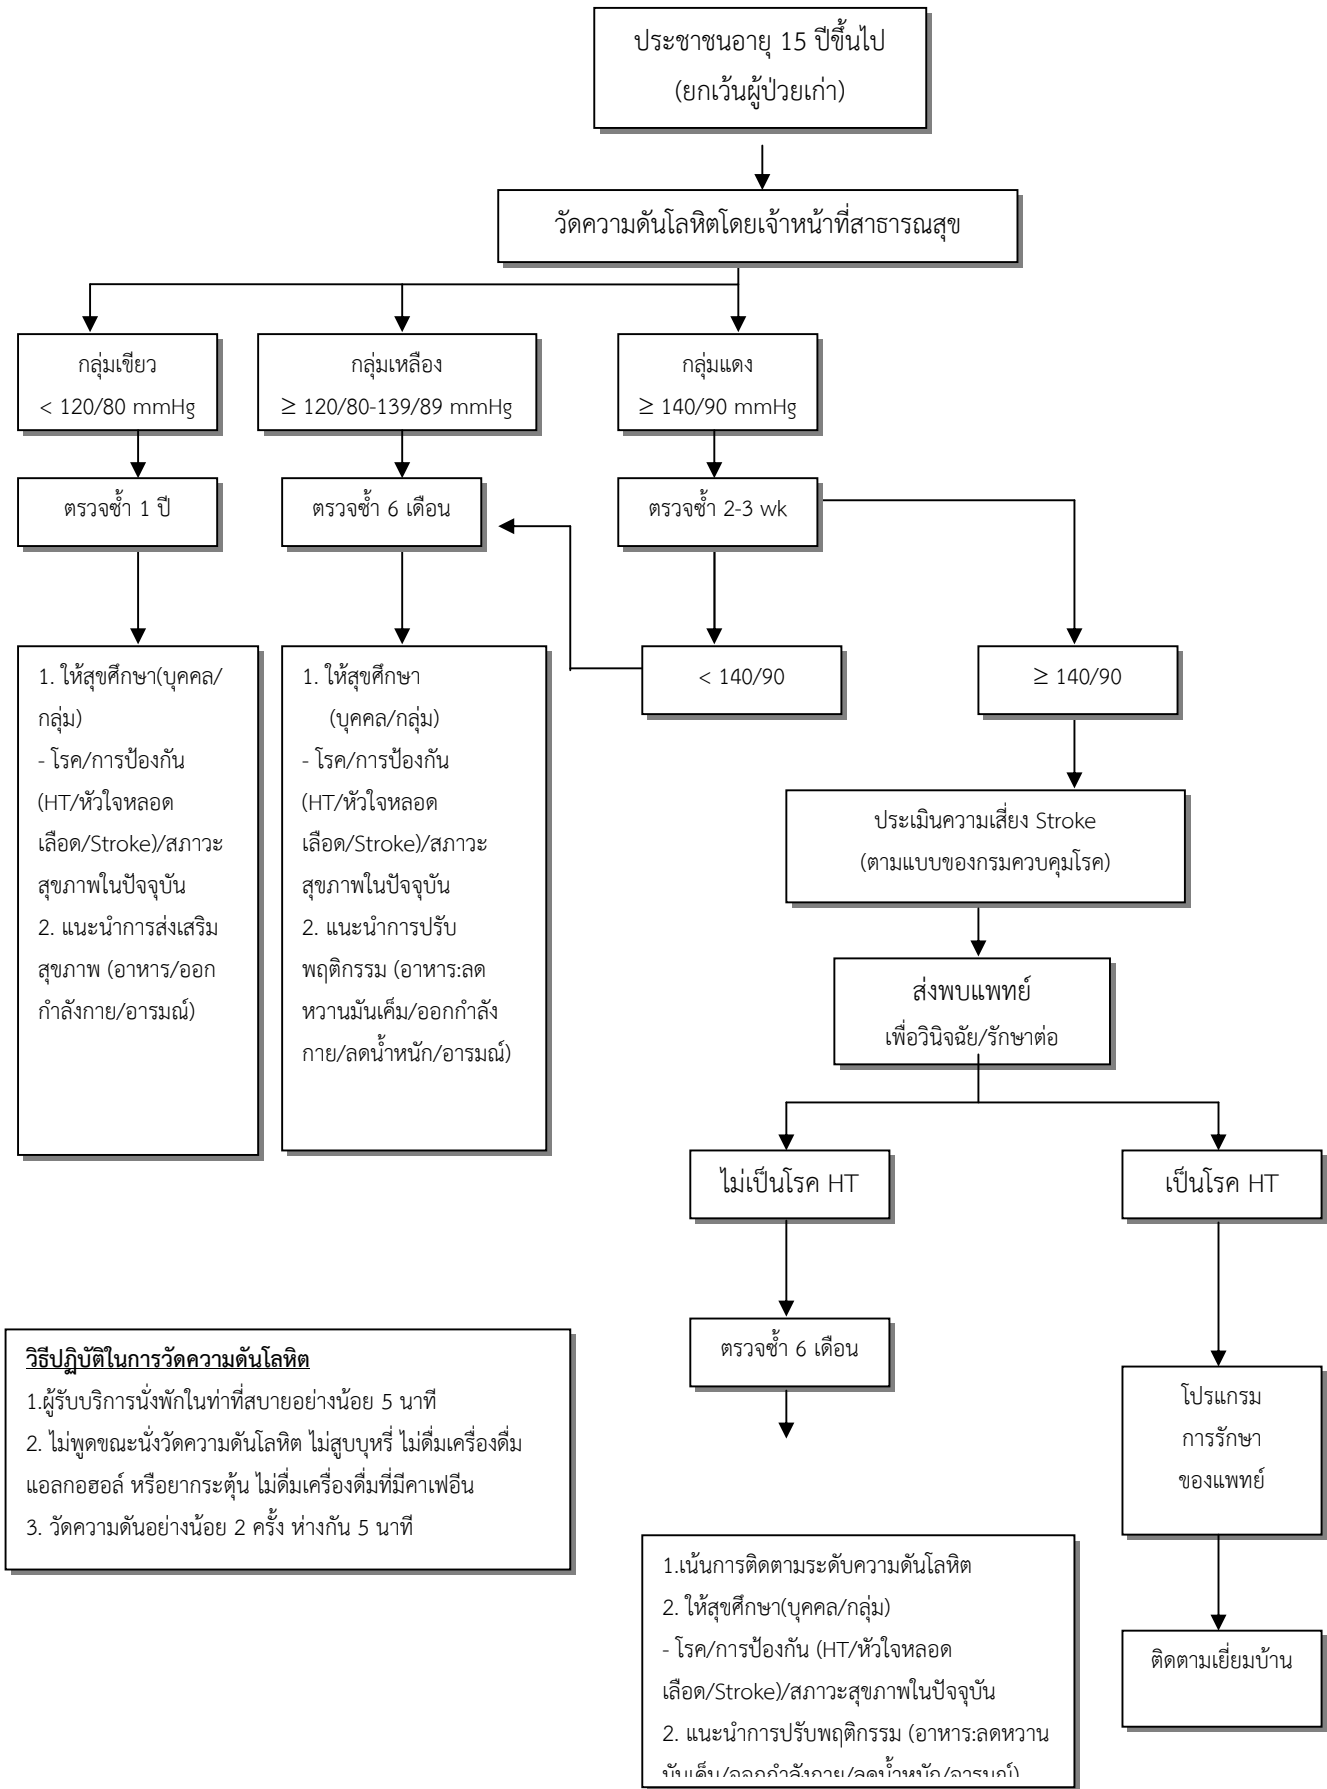 ประชาชนอายุ 15 ปีขึ้นไป
(ยกเว้นผู้ป่วยเก่า)
วัดความดันโลหิตโดยเจ้าหน้าที่สาธารณสุข
กลุ่มเขียว
< 120/80 mmHg
กลุ่มเหลือง
≥ 120/80-139/89 mmHg
กลุ่มแดง
≥ 140/90 mmHg
ตรวจซ้ำ 1 ปี
ตรวจซ้ำ 6 เดือน
ตรวจซ้ำ 2-3 wk
1. ให้สุขศึกษา(บุคคล/
กลุ่ม)
- โรค/การป้องกัน
(HT/หัวใจหลอด
เลือด/Stroke)/สภาวะ
สุขภาพในปัจจุบัน
2. แนะนำการส่งเสริม
สุขภาพ (อาหาร/ออก
กำลังกาย/อารมณ์)
1. ให้สุขศึกษา
(บุคคล/กลุ่ม)
- โรค/การป้องกัน
(HT/หัวใจหลอด
เลือด/Stroke)/สภาวะ
สุขภาพในปัจจุบัน
2. แนะนำการปรับ
พฤติกรรม (อาหาร:ลด
หวานมันเค็ม/ออกกำลัง
กาย/ลดน้ำหนัก/อารมณ์)
< 140/90
≥ 140/90
ประเมินความเสี่ยง Stroke
(ตามแบบของกรมควบคุมโรค)
ส่งพบแพทย์
เพื่อวินิจฉัย/รักษาต่อ
ไม่เป็นโรค HT
เป็นโรค HT
ตรวจซ้ำ 6 เดือน
โปรแกรม
การรักษา
ของแพทย์
วิธีปฏิบัติในการวัดความดันโลหิต
1.ผู้รับบริการนั่งพักในท่าที่สบายอย่างน้อย 5 นาที
2. ไม่พูดขณะนั่งวัดความดันโลหิต ไม่สูบบุหรี่ ไม่ดื่มเครื่องดื่ม
แอลกอฮอล์ หรือยากระตุ้น ไม่ดื่มเครื่องดื่มที่มีคาเฟอีน
3. วัดความดันอย่างน้อย 2 ครั้ง ห่างกัน 5 นาที
1.เน้นการติดตามระดับความดันโลหิต
2. ให้สุขศึกษา(บุคคล/กลุ่ม)
- โรค/การป้องกัน (HT/หัวใจหลอด
เลือด/Stroke)/สภาวะสุขภาพในปัจจุบัน
2. แนะนำการปรับพฤติกรรม (อาหาร:ลดหวาน
มันเค็ม/ออกกำลังกาย/ลดน้ำหนัก/อารมณ์)
ติดตามเยี่ยมบ้าน